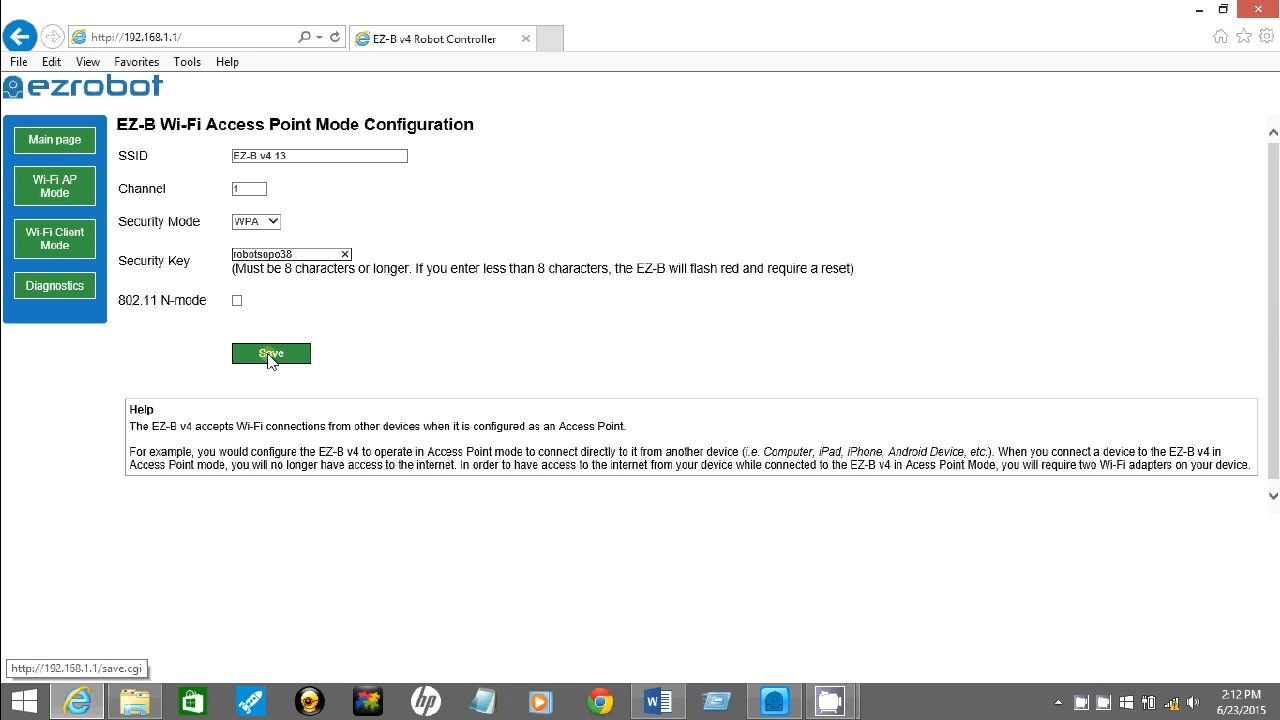 http://192.168.1.1/
EZ-B v4 Robot Controller
File Edit View Favorites Tools Help
ezrobot
Main page
Wi-Fi AP
Mode
Wi-Fi Client
Mode
Diagnostics
EZ-B Wi-Fi Access Point Mode Configuration
SSID EZ-B v4 13
Channel 1
Security Mode WPA
Security Key robotsopo38
(Must be 8 characters or longer. If you enter less than 8 characters, the EZ-B will flash red and require a reset)
802.11 N-mode
Save
Help
The EZ-B v4 accepts Wi-Fi connections from other devices when it is configured as an Access Point.
For example, you would configure the EZ-B v4 to operate in Access Point mode to connect directly to it from another device (i.e. Computer, iPad, iPhone, Android Device, etc.). When you connect a device to the EZ-B v4 in
Access Point mode, you will no longer have access to the internet. In order to have access to the internet from your device while connected to the EZ-B v4 in Acess Point Mode, you will require two Wi-Fi adapters on your device.
http://192.168.1.1/save.cgi
hp
2:12 PM
6/23/2015